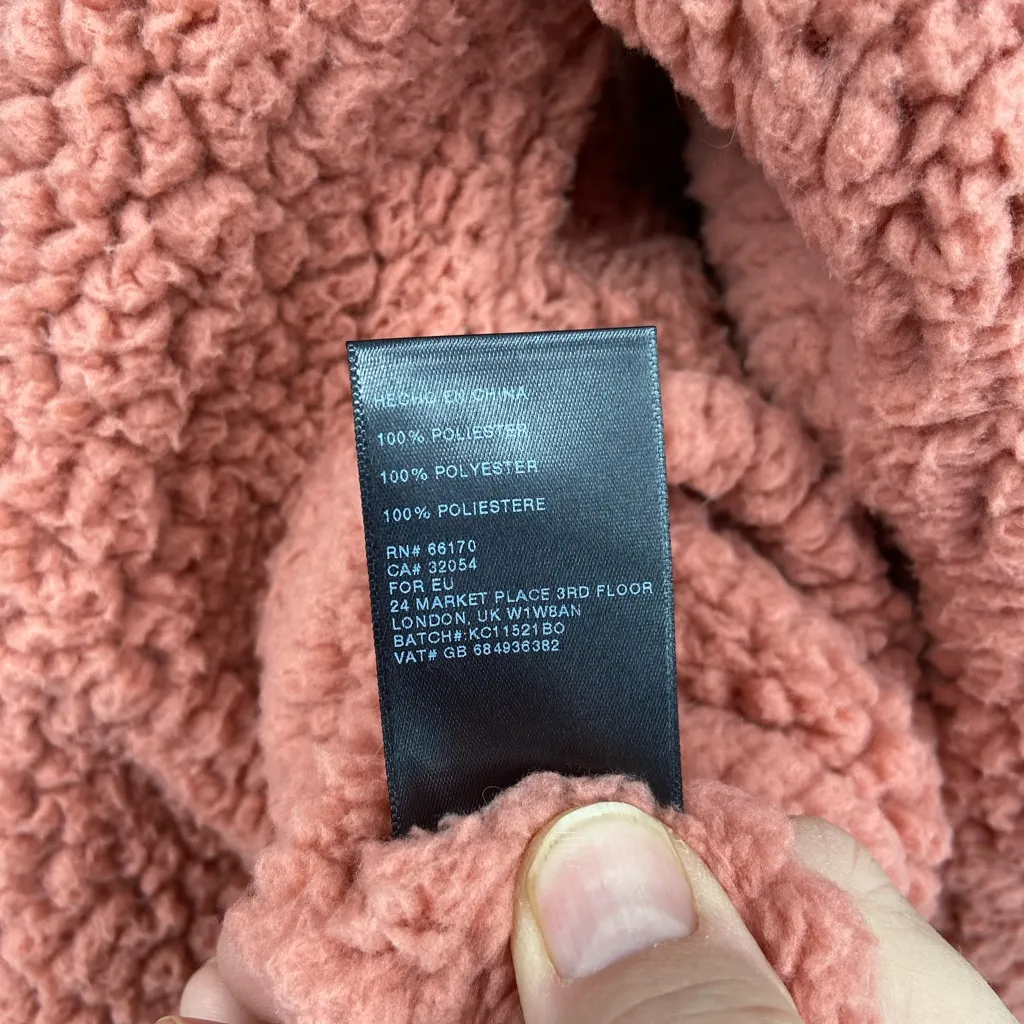 HECHO EN CHINA
100% POLIESTER
100% POLYESTER
100% POLIESTERE
RN# 66170
CA# 32054
FOR EU
24 MARKET PLACE 3RD FLOOR
LONDON, UK W1W8AN
BATCH#:KC11521BO
VAT# GB 684936382